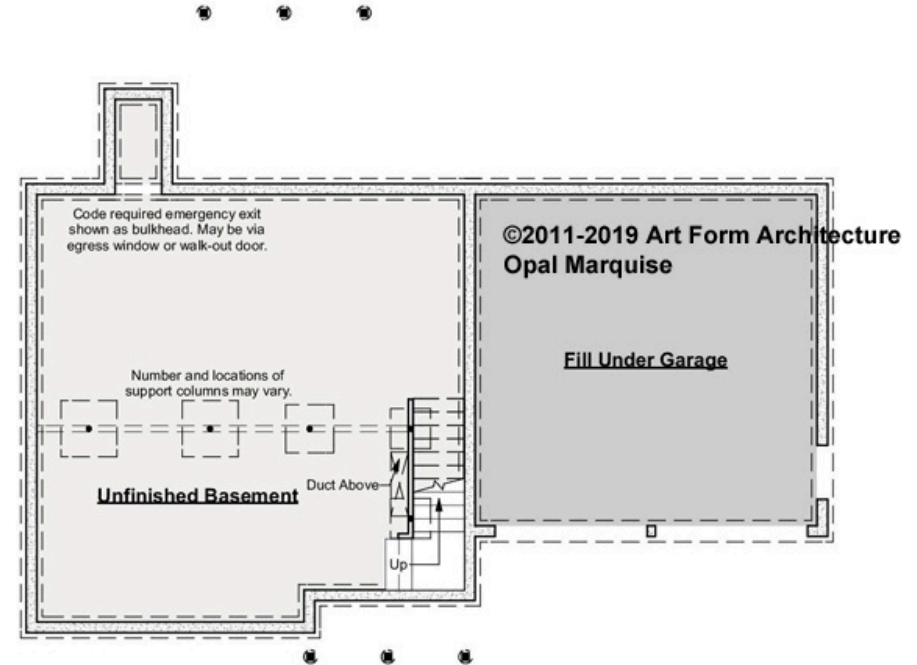 Code required emergency exit
shown as bulkhead. May be via
egress window or walk-out door.
©2011-2019 Art Form Architecture
Opal Marquise
Fill Under Garage
Number and locations of
support columns may vary.
Unfinished Basement
Duct Above
Up